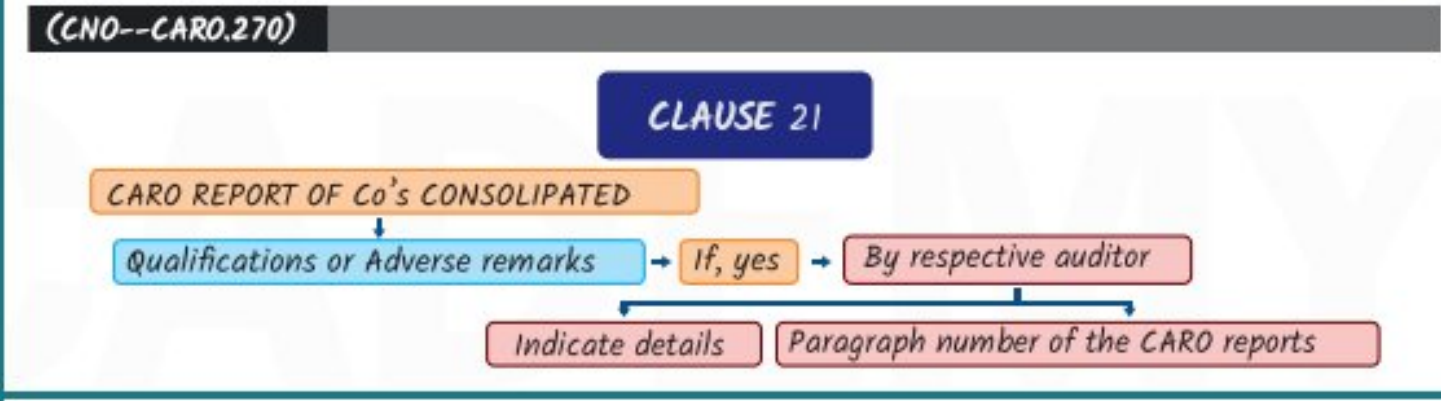 (CNO--CARO.270)
CLAUSE 21
CARO REPORT OF Co's CONSOLIPATED
Qualifications or Adverse remarks
If, yes
By respective auditor
Indicate details
Paragraph number of the CARO reports